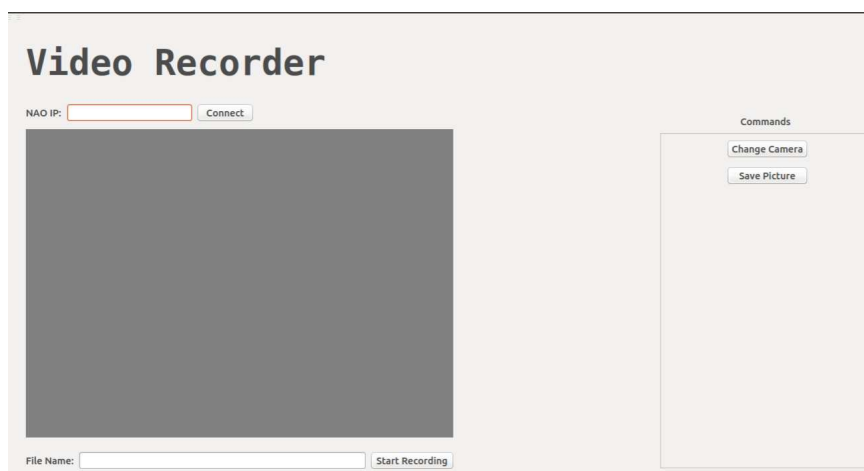 Video Recorder
NAO IP:
Connect
Commands
Change Camera
Save Picture
File Name:
Start Recording